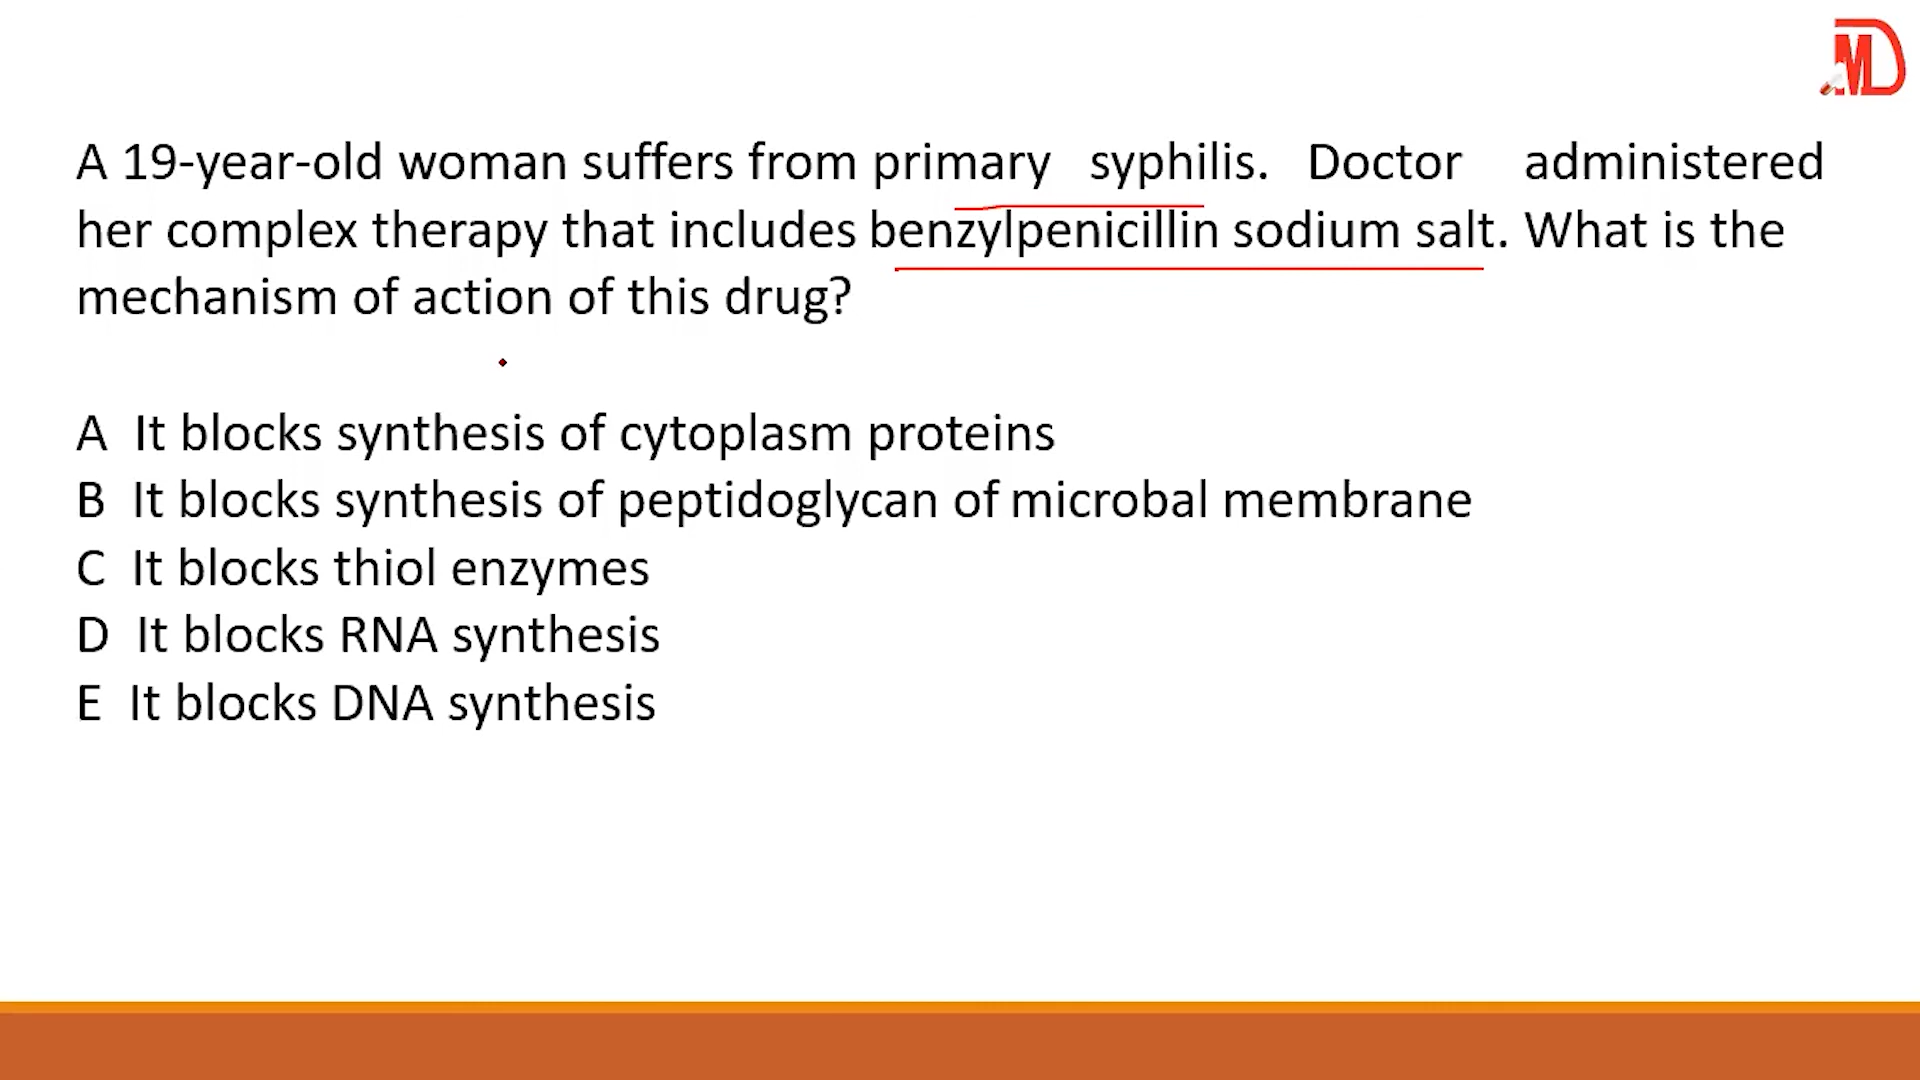 MD
A 19-year-old woman suffers from primary syphilis. Doctor administered
her complex therapy that includes benzylpenicillin sodium salt. What is the
mechanism of action of this drug?
A It blocks synthesis of cytoplasm proteins
B It blocks synthesis of peptidoglycan of microbal membrane
C It blocks thiol enzymes
D It blocks RNA synthesis
E It blocks DNA synthesis